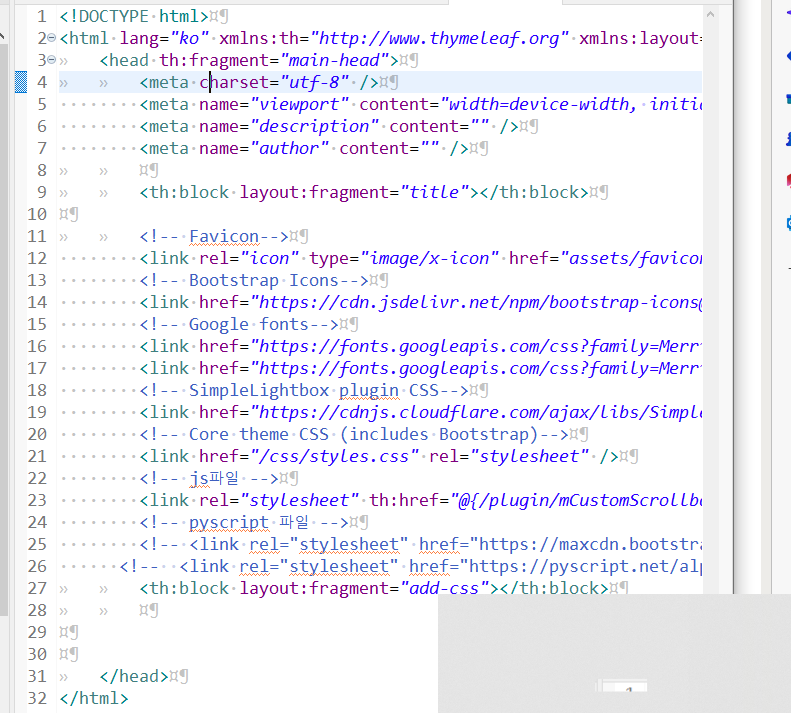 1 <!DOCTYPE html>
2 <html lang="ko" xmlns:th="http://www.thymeleaf.org" xmlns:layout=
3 <head th:fragment="main-head">
4 <meta charset="utf-8" />
5 <meta name="viewport" content="width=device-width, initia
6 <meta name="description" content="" />
7 <meta name="author" content="" />
8
9 <th:block layout:fragment="title"></th:block>
10
11 <!-- Favicon-->
12 <link rel="icon" type="image/x-icon" href="assets/favicon
13 <!-- Bootstrap Icons-->
14 <link href="https://cdn.jsdelivr.net/npm/bootstrap-icons@
15 <!-- Google fonts-->
16 <link href="https://fonts.googleapis.com/css?family=Merri
17 <link href="https://fonts.googleapis.com/css?family=Merri
18 <!-- SimpleLightbox plugin CSS-->
19 <link href="https://cdnjs.cloudflare.com/ajax/libs/Simple
20 <!-- Core theme CSS (includes Bootstrap)-->
21 <link href="/css/styles.css" rel="stylesheet" />
22 <!-- js파일 -->
23 <link rel="stylesheet" th:href="@{/plugin/mCustomScrollba
24 <!-- pyscript 파일 -->
25 <!-- <link rel="stylesheet" href="https://maxcdn.bootstra
26 <!-- <link rel="stylesheet" href="https://pyscript.net/alp
27 <th:block layout:fragment="add-css"></th:block>
28
29
30
31 </head>
32 </html>